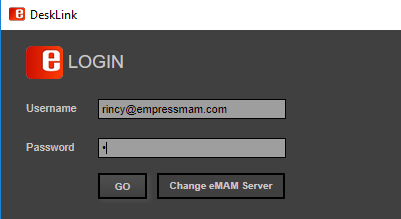 DeskLink
e LOGIN
Username rincy@empressmam.com
Password •
GO Change eMAM Server